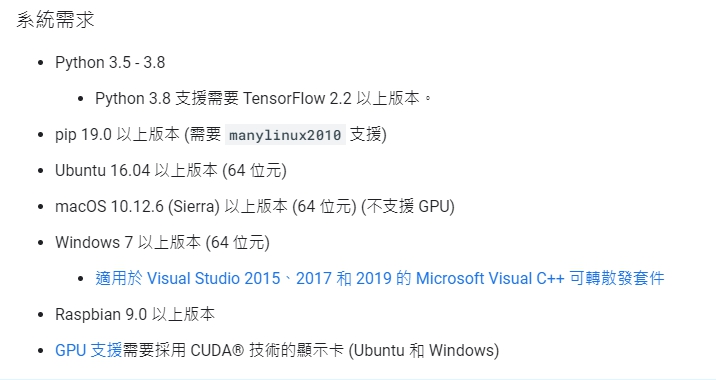 系統需求
Python 3.5 - 3.8
Python 3.8 支援需要 TensorFlow 2.2 以上版本。
pip 19.0 以上版本 (需要 manylinux2010 支援)
Ubuntu 16.04 以上版本 (64 位元)
macOS 10.12.6 (Sierra) 以上版本 (64 位元) (不支援 GPU)
Windows 7 以上版本 (64 位元)
適用於 Visual Studio 2015、2017 和 2019 的 Microsoft Visual C++ 可轉散發套件
Raspbian 9.0 以上版本
GPU 支援需要採用 CUDA® 技術的顯示卡 (Ubuntu 和 Windows)